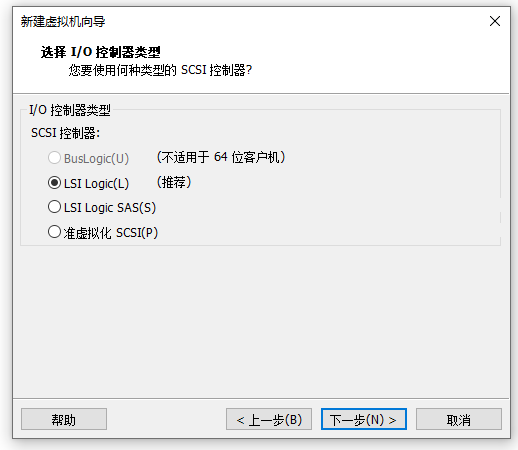 新建虚拟机向导
选择 I/O 控制器类型
您要使用何种类型的 SCSI 控制器?
I/O 控制器类型
SCSI 控制器:
BusLogic(U) (不适用于 64 位客户机)
LSI Logic(L) (推荐)
LSI Logic SAS(S)
准虚拟化 SCSI(P)
帮助 < 上一步(B) 下一步(N) > 取消